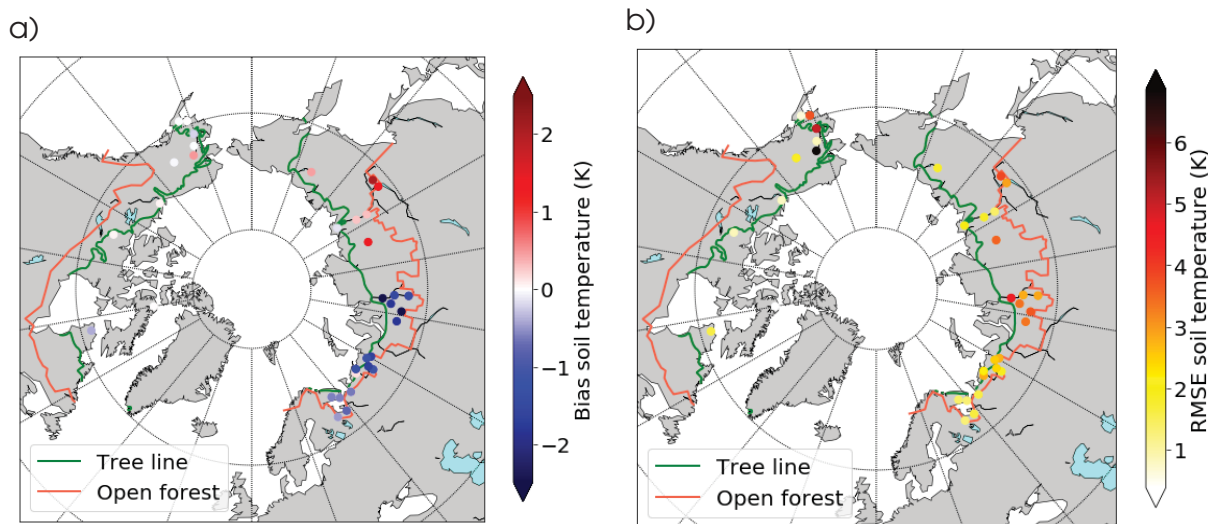 a)
b)
2
1
0
−1
−2
Bias soil temperature (K)
Tree line
Open forest
6
5
4
3
2
1
RMSE soil temperature (K)
Tree line
Open forest